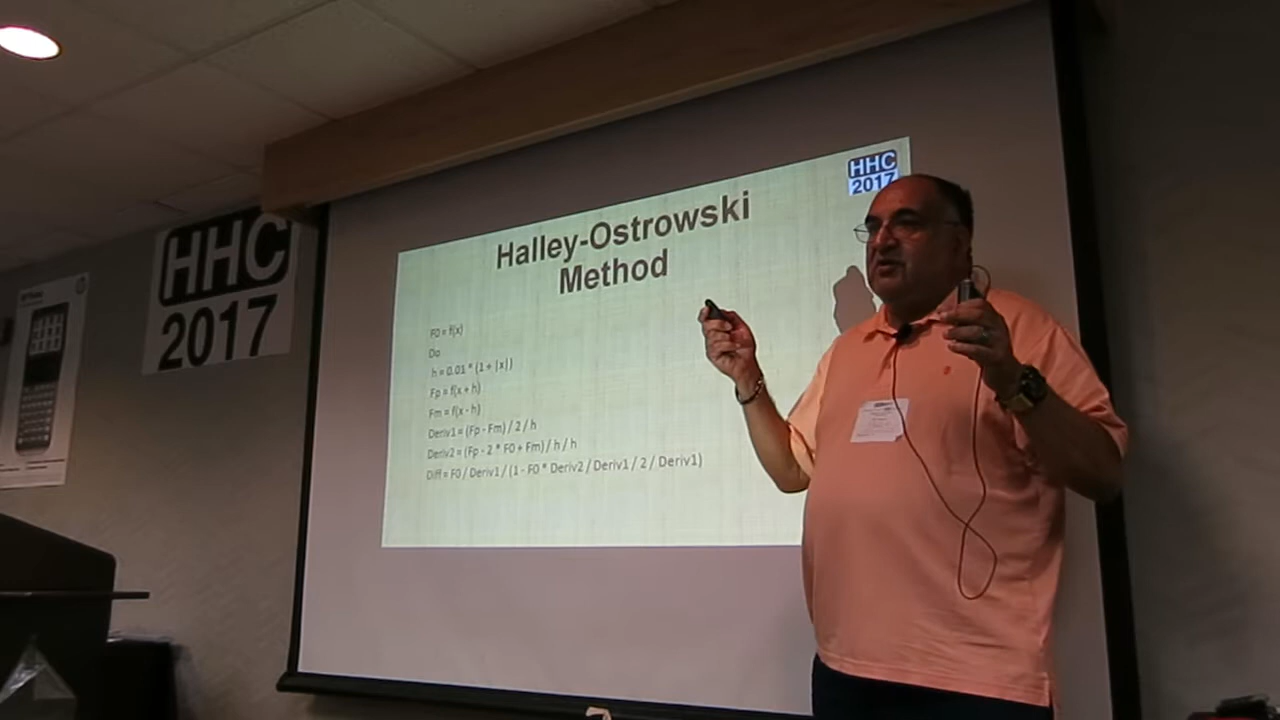 HHC
2017
HHC
2017
Halley-Ostrowski
Method
F0 = f(x)
Do
h = 0.01 * (1 + |x|)
Fp = f(x + h)
Fm = f(x - h)
Deriv1 = (Fp - Fm) / 2 / h
Deriv2 = (Fp - 2 * F0 + Fm) / h / h
Diff = F0 / Deriv1 / (1 - F0 * Deriv2 / Deriv1 / 2 / Deriv1)